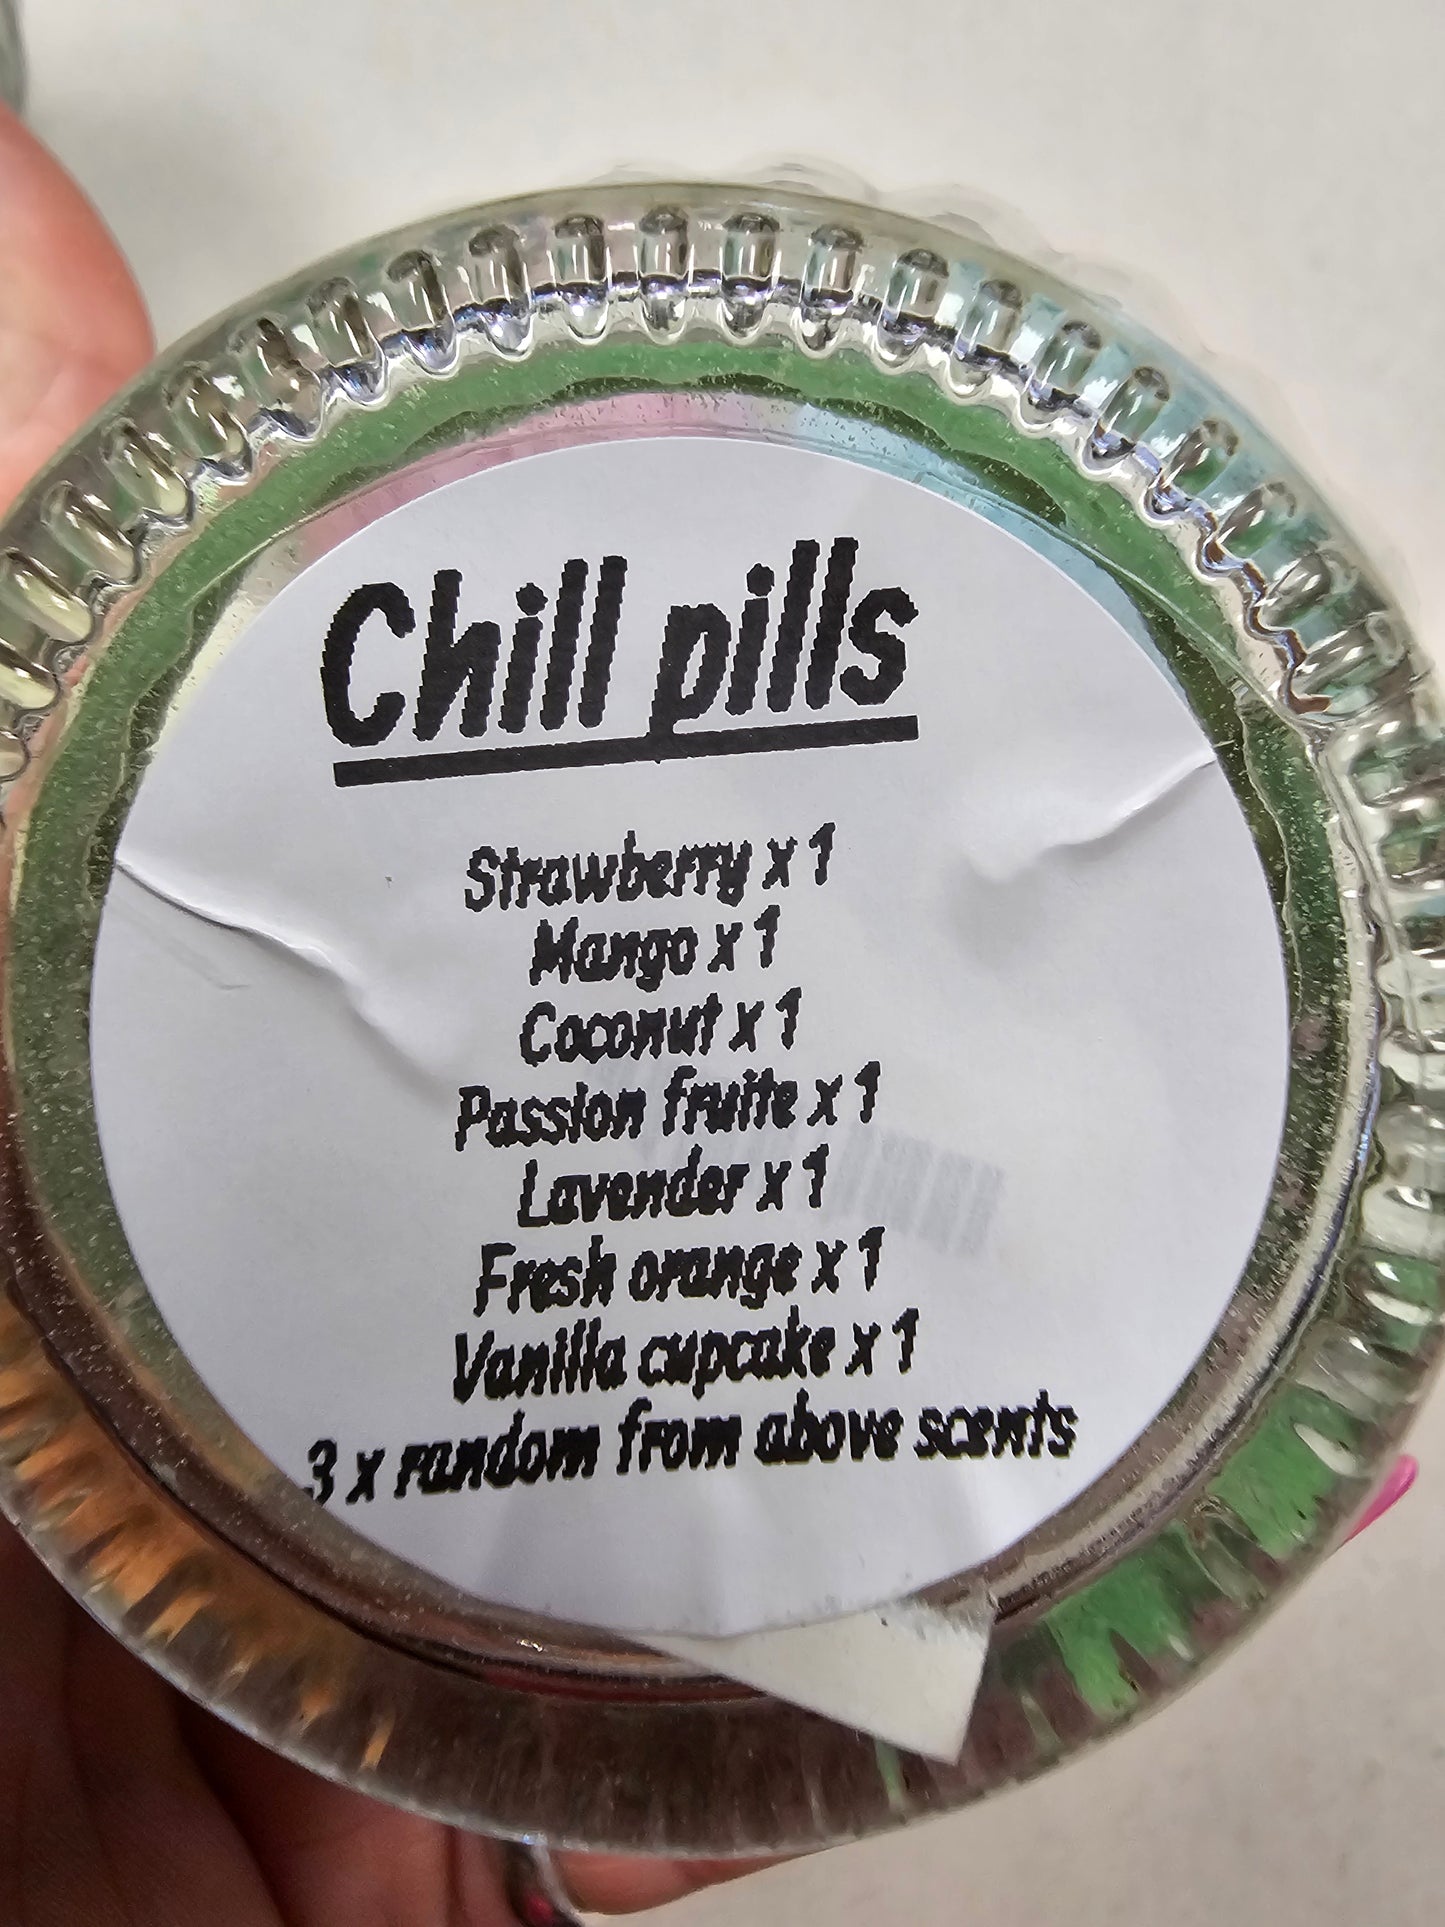 Chill pills
Strawberry x 1
Mango x 1
Coconut x 1
Passion fruite x 1
Lavender x 1
Fresh orange x 1
Vanilla cupcake x 1
3 x random from above scents